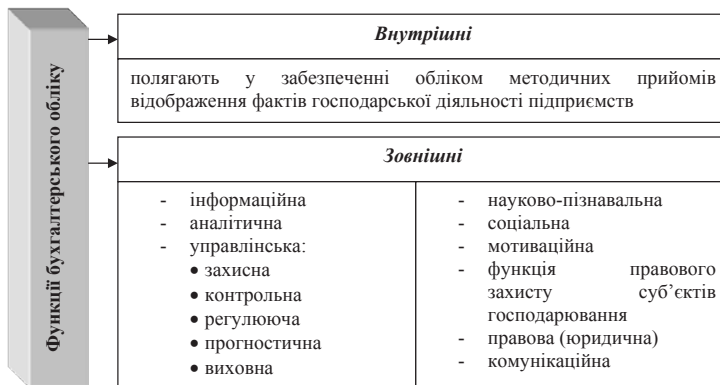 Функції бухгалтерського обліку
Внутрішні
полягають у забезпеченні обліком методичних прийомів
відображення фактів господарської діяльності підприємств
Зовнішні
- інформаційна
- аналітична
- управлінська:
• захисна
• контрольна
• регулююча
• прогностична
• виховна
- науково-пізнавальна
- соціальна
- мотиваційна
- функція правового
захисту суб’єктів
господарювання
- правова (юридична)
- комунікаційна